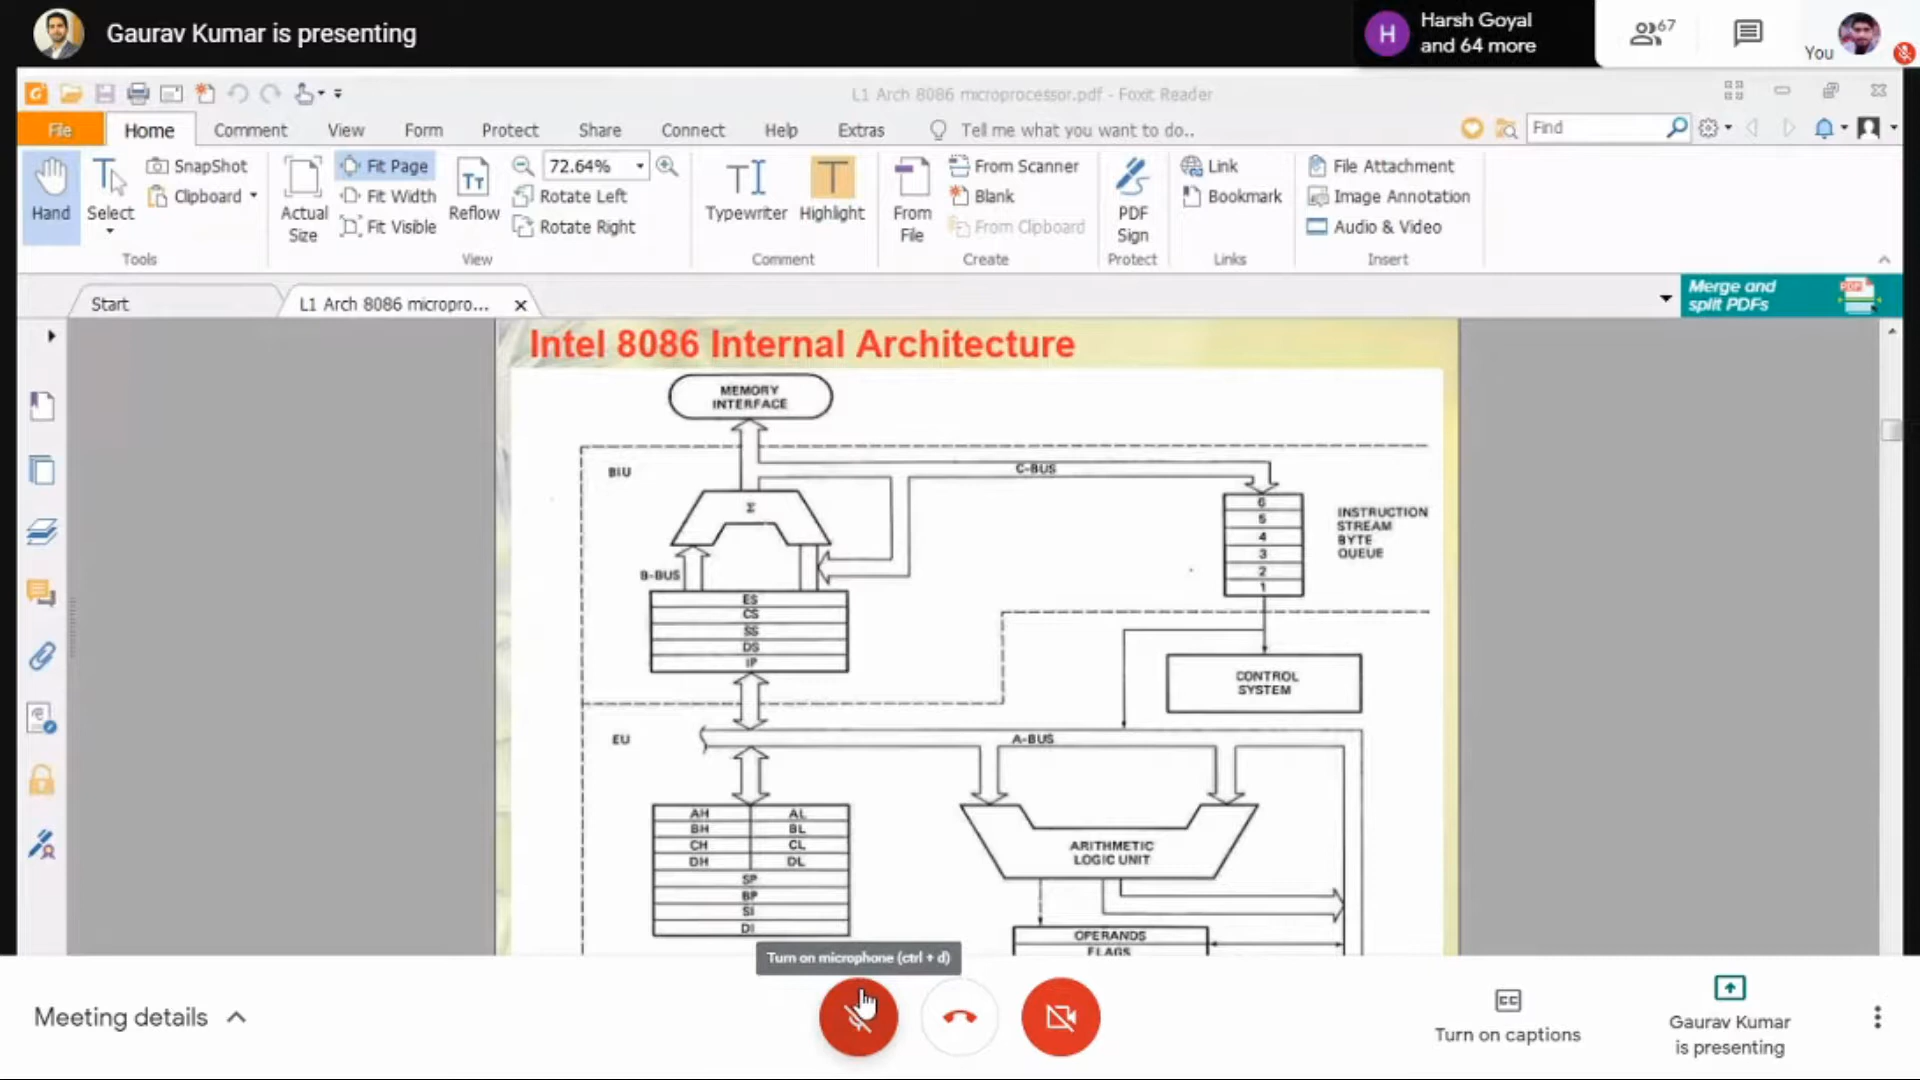 Gaurav Kumar is presenting
H
Harsh Goyal
and 64 more
67
You
L1 Arch 8086 microprocessor.pdf - Foxit Reader
File
Home
Comment
View
Form
Protect
Share
Connect
Help
Extras
Tell me what you want to do..
Find
Hand
Select
SnapShot
Clipboard
Tools
Actual
Size
Fit Page
Fit Width
Fit Visible
Reflow
72.64%
Rotate Left
Rotate Right
View
Typewriter
Highlight
Comment
From
File
From Scanner
Blank
From Clipboard
Create
PDF
Sign
Protect
Link
Bookmark
Links
File Attachment
Image Annotation
Audio & Video
Insert
Start
L1 Arch 8086 micropro...
Merge and
split PDFs
PDF
Intel 8086 Internal Architecture
MEMORY
INTERFACE
BIU
C-BUS
Σ
6
5
4
3
2
1
INSTRUCTION
STREAM
BYTE
QUEUE
B-BUS
ES
CS
SS
DS
IP
CONTROL
SYSTEM
EU
A-BUS
AH AL
BH BL
CH CL
DH DL
SP
BP
SI
DI
ARITHMETIC
LOGIC UNIT
OPERANDS
FLAGS
Turn on microphone (ctrl + d)
Meeting details
Turn on captions
Gaurav Kumar
is presenting